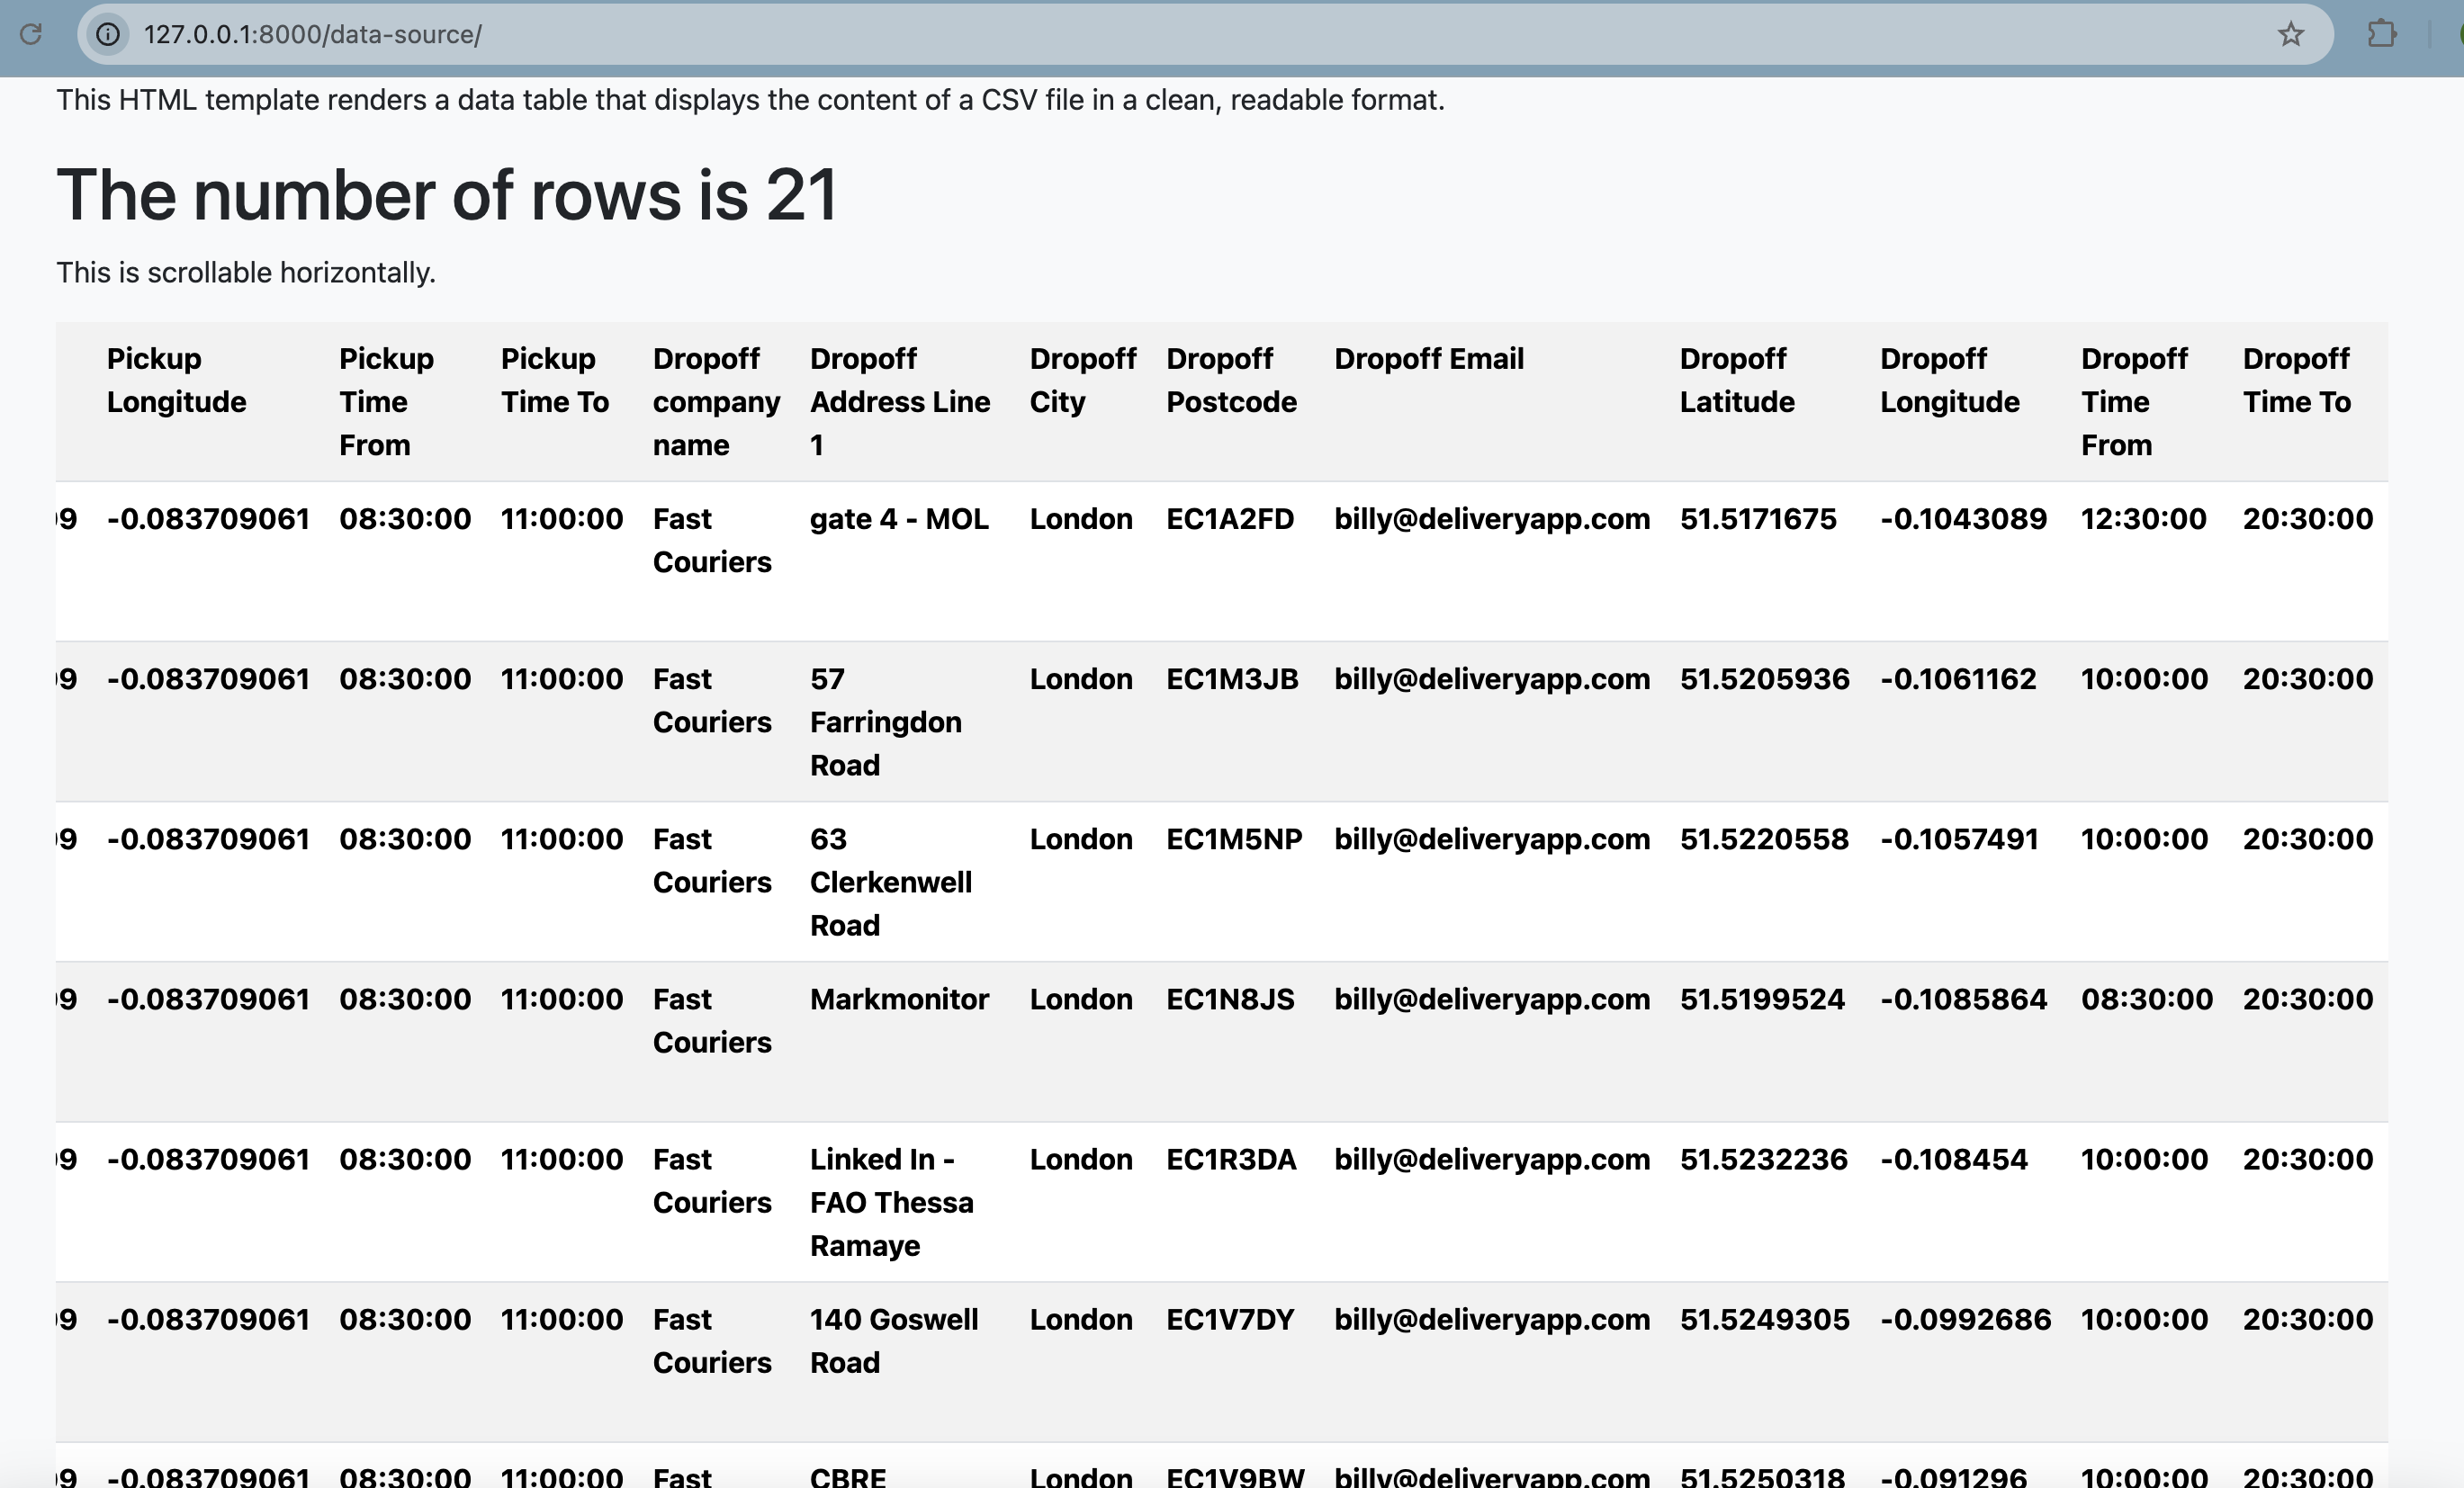 127.0.0.1:8000/data-source/
This HTML template renders a data table that displays the content of a CSV file in a clean, readable format.
The number of rows is 21
This is scrollable horizontally.
Pickup Longitude Pickup Time From Pickup Time To Dropoff company name Dropoff Address Line 1 Dropoff City Dropoff Postcode Dropoff Email Dropoff Latitude Dropoff Longitude Dropoff Time From Dropoff Time To
9 -0.083709061 08:30:00 11:00:00 Fast Couriers gate 4 - MOL London EC1A2FD billy@deliveryapp.com 51.5171675 -0.1043089 12:30:00 20:30:00
9 -0.083709061 08:30:00 11:00:00 Fast Couriers 57 Farringdon Road London EC1M3JB billy@deliveryapp.com 51.5205936 -0.1061162 10:00:00 20:30:00
9 -0.083709061 08:30:00 11:00:00 Fast Couriers 63 Clerkenwell Road London EC1M5NP billy@deliveryapp.com 51.5220558 -0.1057491 10:00:00 20:30:00
9 -0.083709061 08:30:00 11:00:00 Fast Couriers Markmonitor London EC1N8JS billy@deliveryapp.com 51.5199524 -0.1085864 08:30:00 20:30:00
9 -0.083709061 08:30:00 11:00:00 Fast Couriers Linked In - FAO Thessa Ramaye London EC1R3DA billy@deliveryapp.com 51.5232236 -0.108454 10:00:00 20:30:00
9 -0.083709061 08:30:00 11:00:00 Fast Couriers 140 Goswell Road London EC1V7DY billy@deliveryapp.com 51.5249305 -0.0992686 10:00:00 20:30:00
9 -0.083709061 08:30:00 11:00:00 Fast CBRE London EC1V9BW billy@deliveryapp.com 51.5250318 -0.091296 10:00:00 20:30:00